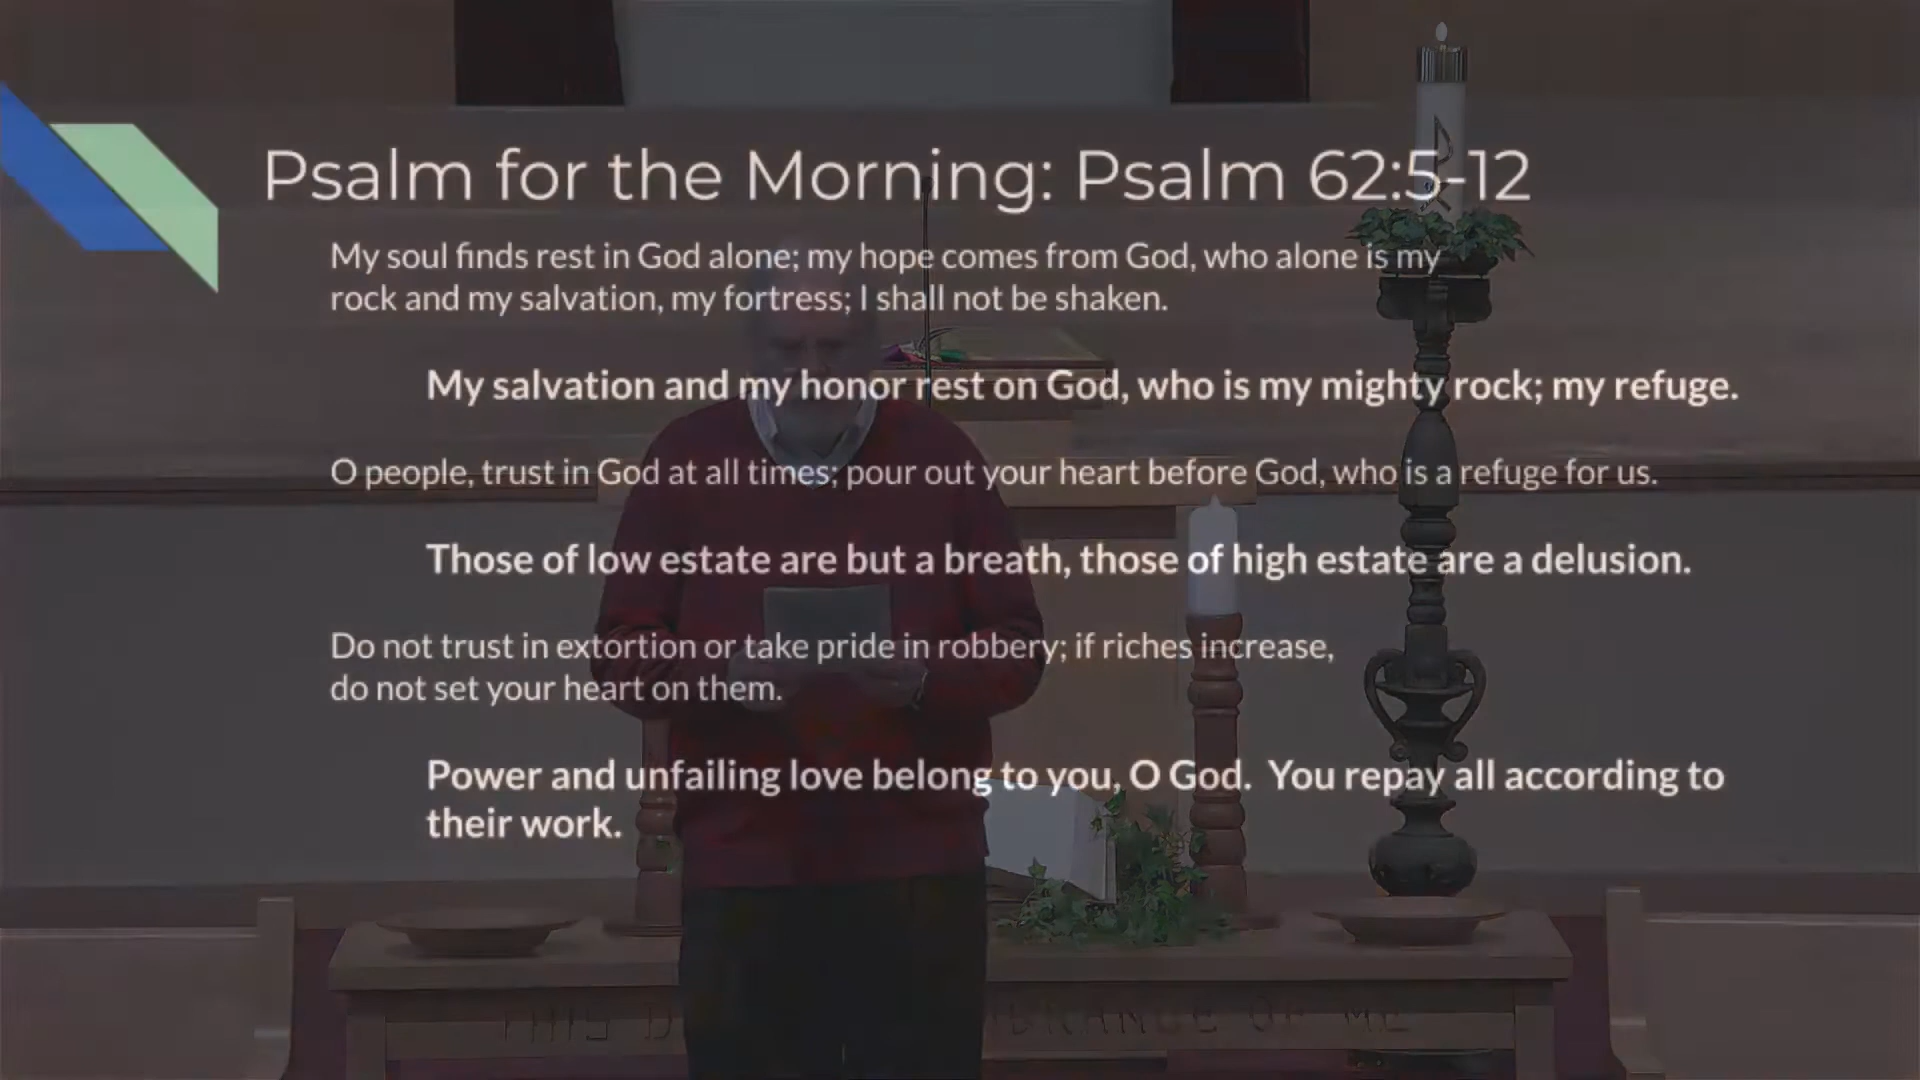 Psalm for the Morning: Psalm 62:5-12
My soul finds rest in God alone; my hope comes from God, who alone is my
rock and my salvation, my fortress; I shall not be shaken.
My salvation and my honor rest on God, who is my mighty rock; my refuge.
O people, trust in God at all times; pour out your heart before God, who is a refuge for us.
Those of low estate are but a breath, those of high estate are a delusion.
Do not trust in extortion or take pride in robbery; if riches increase,
do not set your heart on them.
Power and unfailing love belong to you, O God.  You repay all according to
their work.
THIS OF ME